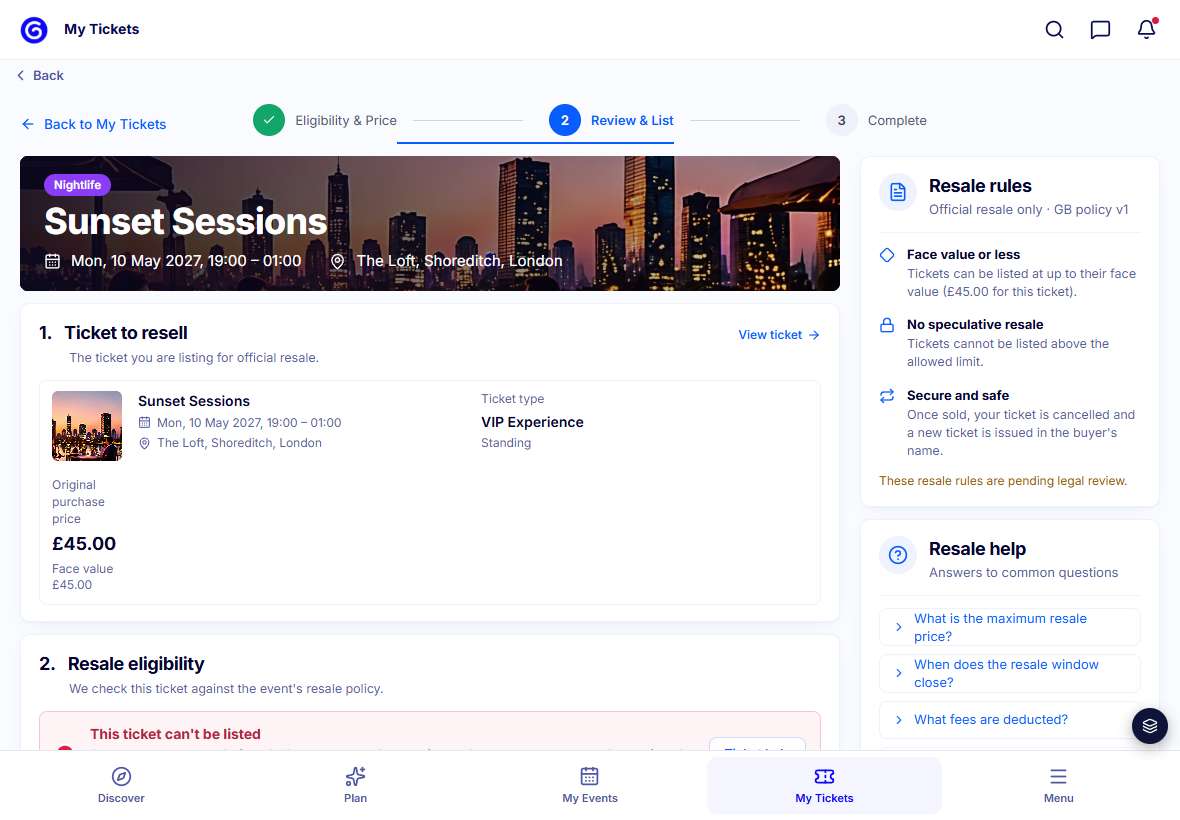 My Tickets
Back
Back to My Tickets
Eligibility & Price
2
Review & List
3
Complete
Nightlife
Sunset Sessions
Mon, 10 May 2027, 19:00 – 01:00
The Loft, Shoreditch, London
1. Ticket to resell
The ticket you are listing for official resale.
View ticket
Sunset Sessions
Mon, 10 May 2027, 19:00 – 01:00
The Loft, Shoreditch, London
Ticket type
VIP Experience
Standing
Original
purchase
price
£45.00
Face value
£45.00
2. Resale eligibility
We check this ticket against the event's resale policy.
This ticket can't be listed
Resale rules
Official resale only · GB policy v1
Face value or less
Tickets can be listed at up to their face
value (£45.00 for this ticket).
No speculative resale
Tickets cannot be listed above the
allowed limit.
Secure and safe
Once sold, your ticket is cancelled and
a new ticket is issued in the buyer's
name.
These resale rules are pending legal review.
Resale help
Answers to common questions
What is the maximum resale
price?
When does the resale window
close?
What fees are deducted?
Discover
Plan
My Events
My Tickets
Menu